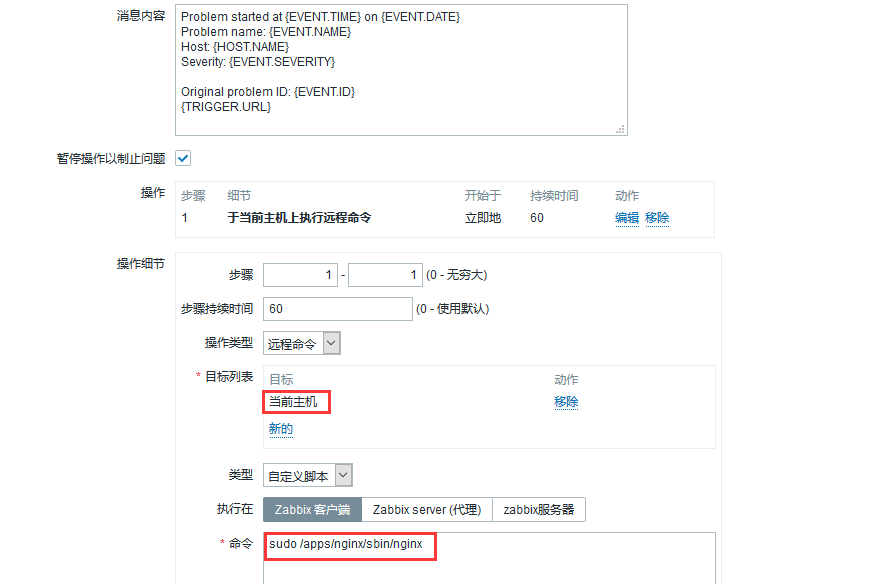 消息内容
Problem started at {EVENT.TIME} on {EVENT.DATE}
Problem name: {EVENT.NAME}
Host: {HOST.NAME}
Severity: {EVENT.SEVERITY}
Original problem ID: {EVENT.ID}
{TRIGGER.URL}
暂停操作以制止问题
操作 步骤 细节 开始于 持续时间 动作
1 于当前主机上执行远程命令 立即地 60 编辑 移除
操作细节
步骤 1 - 1 (0 - 无穷大)
步骤持续时间 60 (0 - 使用默认)
操作类型 远程命令
* 目标列表 目标 动作
当前主机 移除
新的
类型 自定义脚本
执行在 Zabbix 客户端 Zabbix server (代理) zabbix服务器
* 命令 sudo /apps/nginx/sbin/nginx